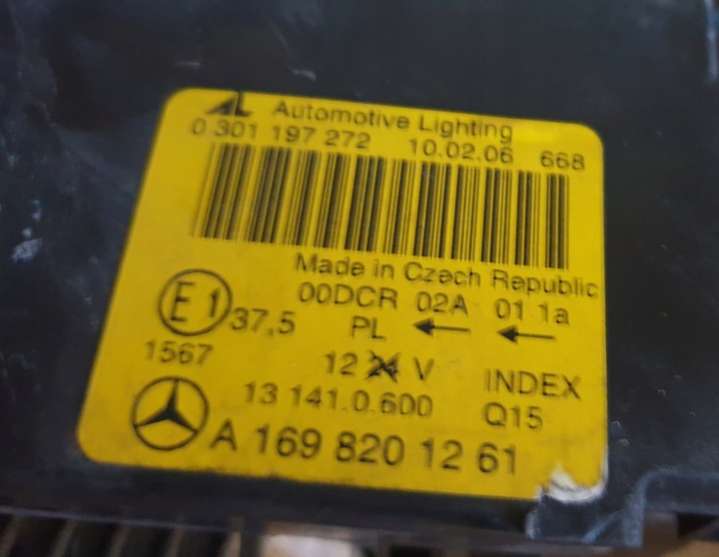 AL Automotive Lighting
0 301 197 272 10.02.06 668
Made in Czech Republic
00DCR 02A 01 1a
E1 37,5 PL ← ←
1567 12 24 V INDEX
13 141.0.600 Q15
A 169 820 12 61